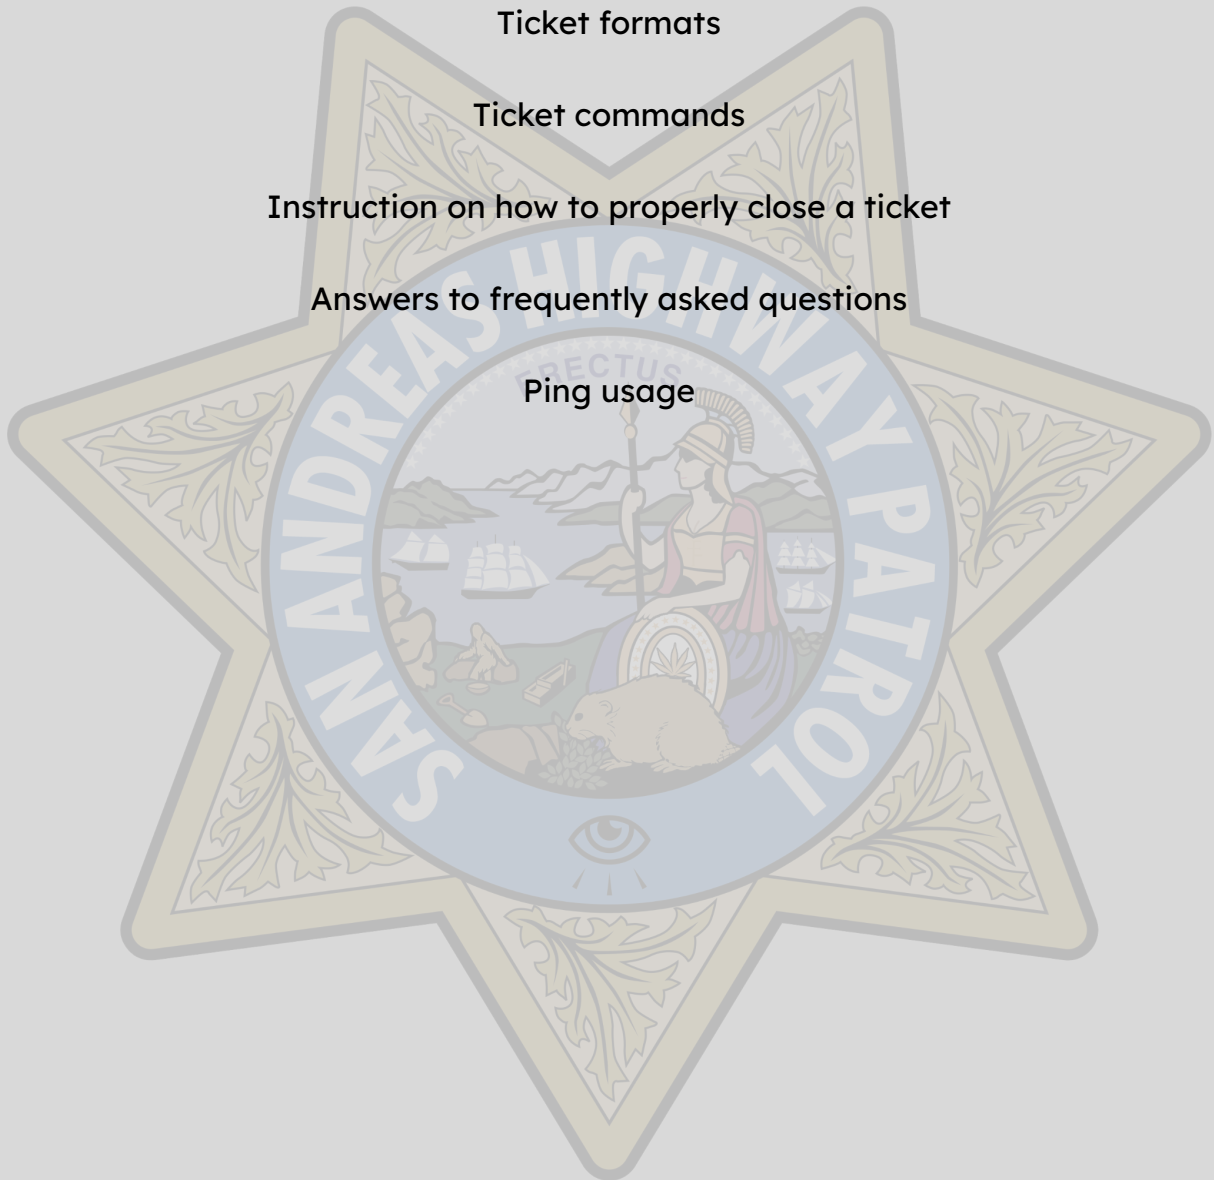 Ticket formats
Ticket commands
Instruction on how to properly close a ticket
Answers to frequently asked questions
ERECTUS
Ping usage
SAN ANDREAS HIGHWAY PATROL